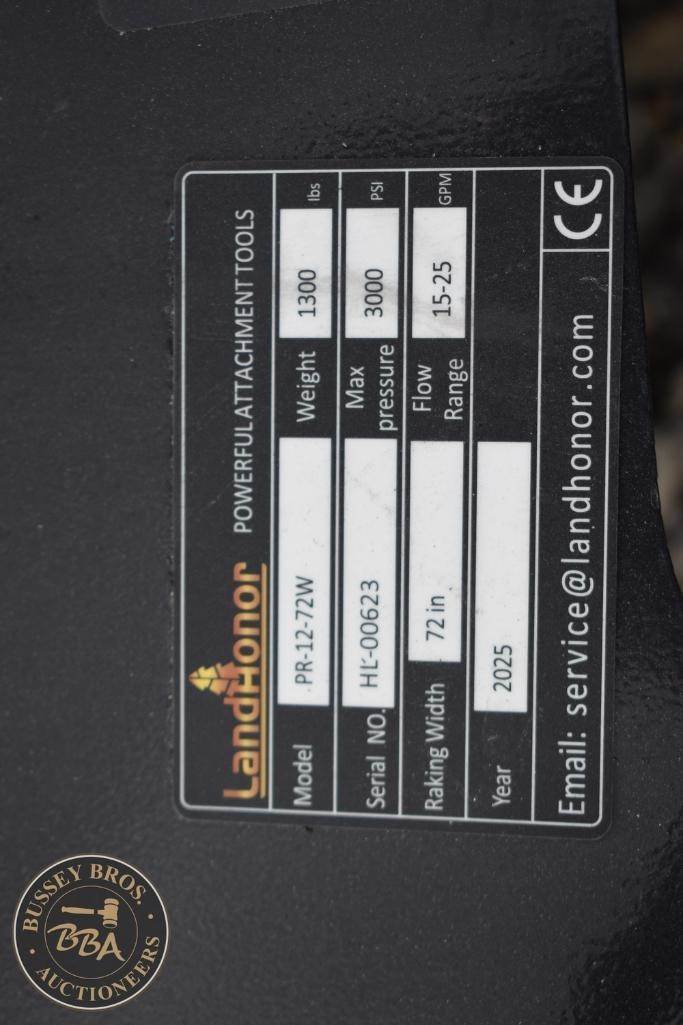 LandHonor POWERFUL ATTACHMENT TOOLS
Model PR-12-72W Weight 1300 lbs
Serial NO. HL-00623 Max pressure 3000 PSI
Raking Width 72 in Flow Range 15-25 GPM
Year 2025
Email: service@landhonor.com CE
BUSSEY BROS.
BBA
AUCTIONEERS